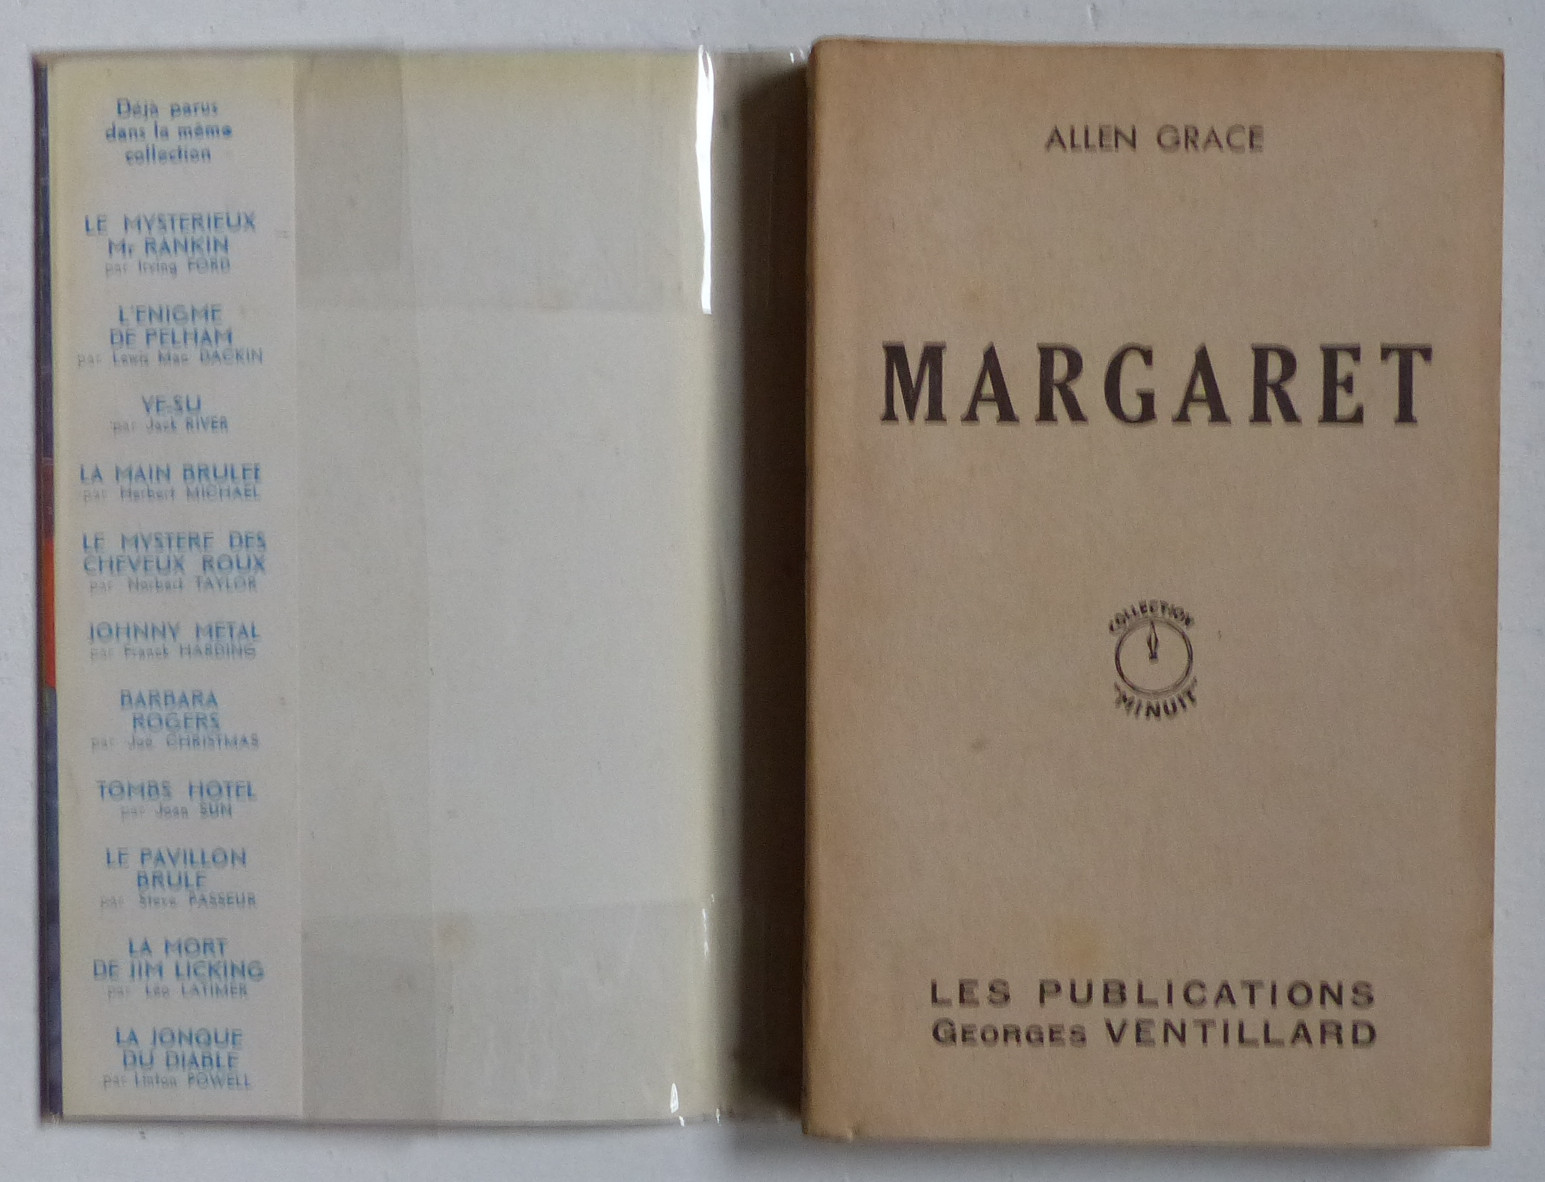 Déjà parus
dans la même
collection
LE MYSTERIEUX
Mr RANKIN
par Irving FORD
L'ENIGME
DE PELHAM
par Lewis Mac DACKIN
YE-SU
par Jack RIVER
LA MAIN BRULEE
par Herbert MICHAEL
LE MYSTERE DES
CHEVEUX ROUX
par Norbert TAYLOR
JOHNNY METAL
par Franck HARDING
BARBARA
ROGERS
par Joe CHRISTMAS
TOMBS HOTEL
par Joan SUN
LE PAVILLON
BRULE
par Steve PASSEUR
LA MORT
DE JIM LICKING
par Léo LATIMER
LA JONQUE
DU DIABLE
par Linton POWELL
ALLEN GRACE
MARGARET
COLLECTION
"MINUIT"
LES PUBLICATIONS
GEORGES VENTILLARD